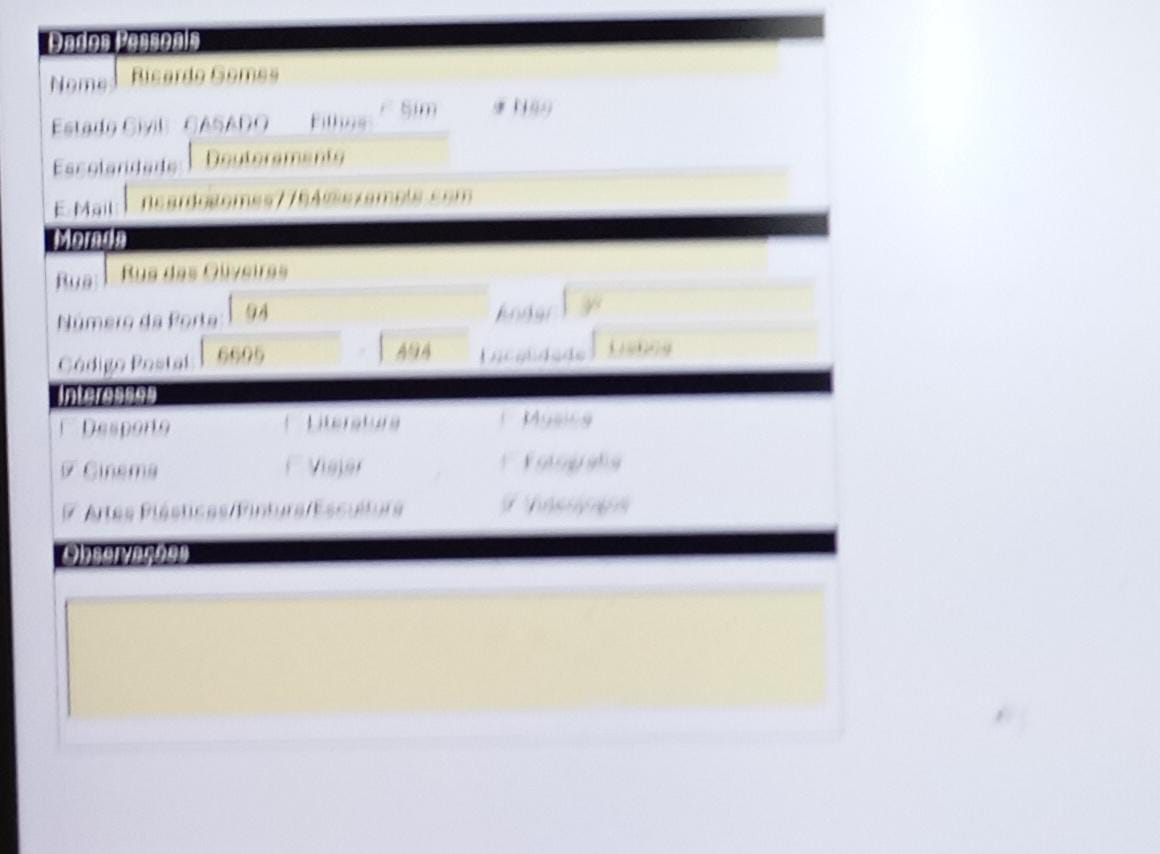 Dados Pessoais
Nome: Ricardo Gomes
Estado Civil: CASADO Filhos: Sim Não
Escolaridade: Doutoramento
E-Mail: ricardogomes7764@example.com
Morada
Rua: Rua das Oliveiras
Número da Porta: 94 Andar: 3º
Código Postal: - 494 Localidade: Lisboa
Interesses
Desporto Literatura Música
Cinema Viajar Fotografia
Artes Plásticas/Pintura/Escultura Videojogos
Observações